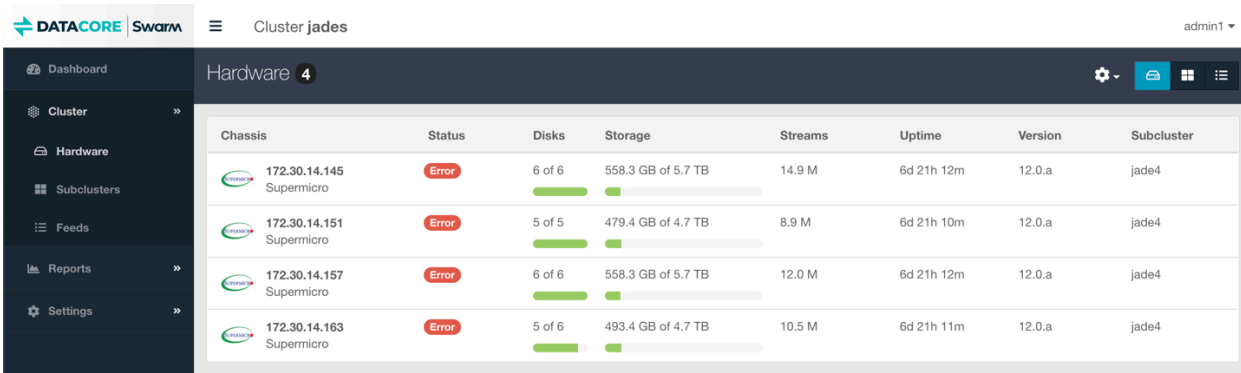 DATACORE Swarm Cluster jades admin1
Dashboard
Hardware 4
Cluster »
Hardware
Subclusters
Feeds
Reports »
Settings »
Chassis Status Disks Storage Streams Uptime Version Subcluster
172.30.14.145 Error 6 of 6 558.3 GB of 5.7 TB 14.9 M 6d 21h 12m 12.0.a jade4
SUPERMICR Supermicro
172.30.14.151 Error 5 of 5 479.4 GB of 4.7 TB 8.9 M 6d 21h 10m 12.0.a jade4
SUPERMICR Supermicro
172.30.14.157 Error 6 of 6 558.3 GB of 5.7 TB 12.0 M 6d 21h 12m 12.0.a jade4
SUPERMICR Supermicro
172.30.14.163 Error 5 of 6 493.4 GB of 4.7 TB 10.5 M 6d 21h 11m 12.0.a jade4
SUPERMICR Supermicro